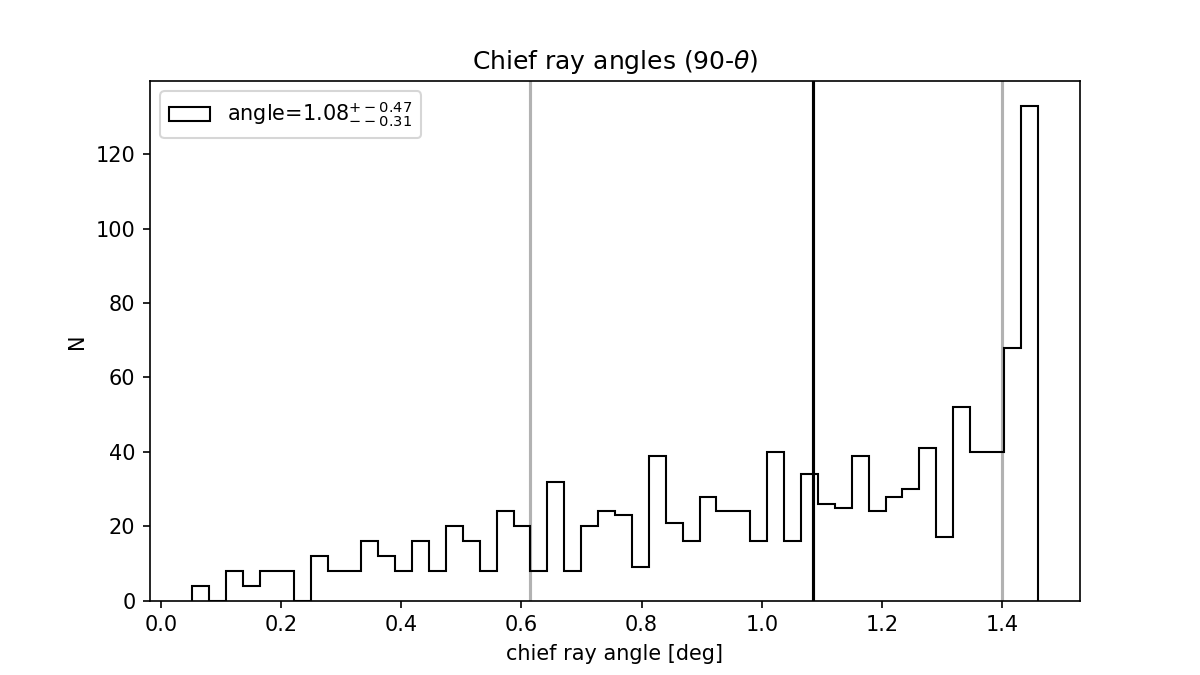 Chief ray angles (90-θ)
angle=1.08^{+-0.47}_{--0.31}
120
100
80
60
40
20
0
N
0.0 0.2 0.4 0.6 0.8 1.0 1.2 1.4
chief ray angle [deg]